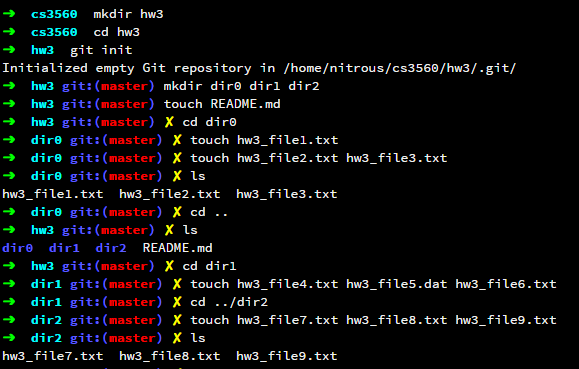 ➜  cs3560  mkdir hw3
➜  cs3560  cd hw3
➜  hw3  git init
Initialized empty Git repository in /home/nitrous/cs3560/hw3/.git/
➜  hw3 git:(master) mkdir dir0 dir1 dir2
➜  hw3 git:(master) touch README.md
➜  hw3 git:(master) ✗ cd dir0
➜  dir0 git:(master) ✗ touch hw3_file1.txt
➜  dir0 git:(master) ✗ touch hw3_file2.txt hw3_file3.txt
➜  dir0 git:(master) ✗ ls
hw3_file1.txt  hw3_file2.txt  hw3_file3.txt
➜  dir0 git:(master) ✗ cd ..
➜  hw3 git:(master) ✗ ls
dir0  dir1  dir2  README.md
➜  hw3 git:(master) ✗ cd dir1
➜  dir1 git:(master) ✗ touch hw3_file4.txt hw3_file5.dat hw3_file6.txt
➜  dir1 git:(master) ✗ cd ../dir2
➜  dir2 git:(master) ✗ touch hw3_file7.txt hw3_file8.txt hw3_file9.txt
➜  dir2 git:(master) ✗ ls
hw3_file7.txt  hw3_file8.txt  hw3_file9.txt